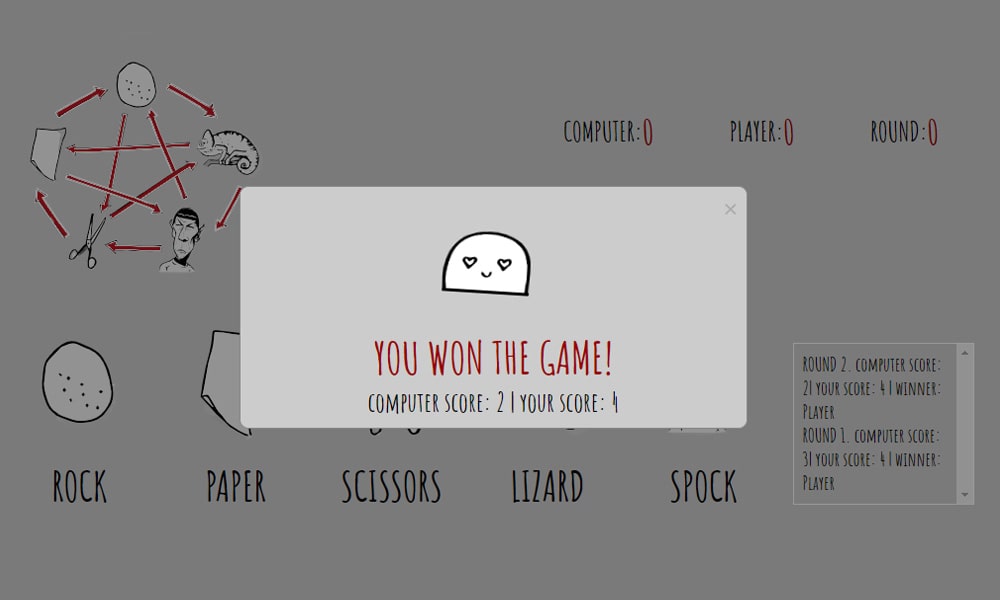 COMPUTER:0 PLAYER:0 ROUND:0
×
YOU WON THE GAME!
COMPUTER SCORE: 2 | YOUR SCORE: 4
ROUND 2. COMPUTER SCORE:
2| YOUR SCORE: 4 | WINNER:
PLAYER
ROUND 1. COMPUTER SCORE:
3| YOUR SCORE: 4 | WINNER:
PLAYER
ROCK PAPER SCISSORS LIZARD SPOCK